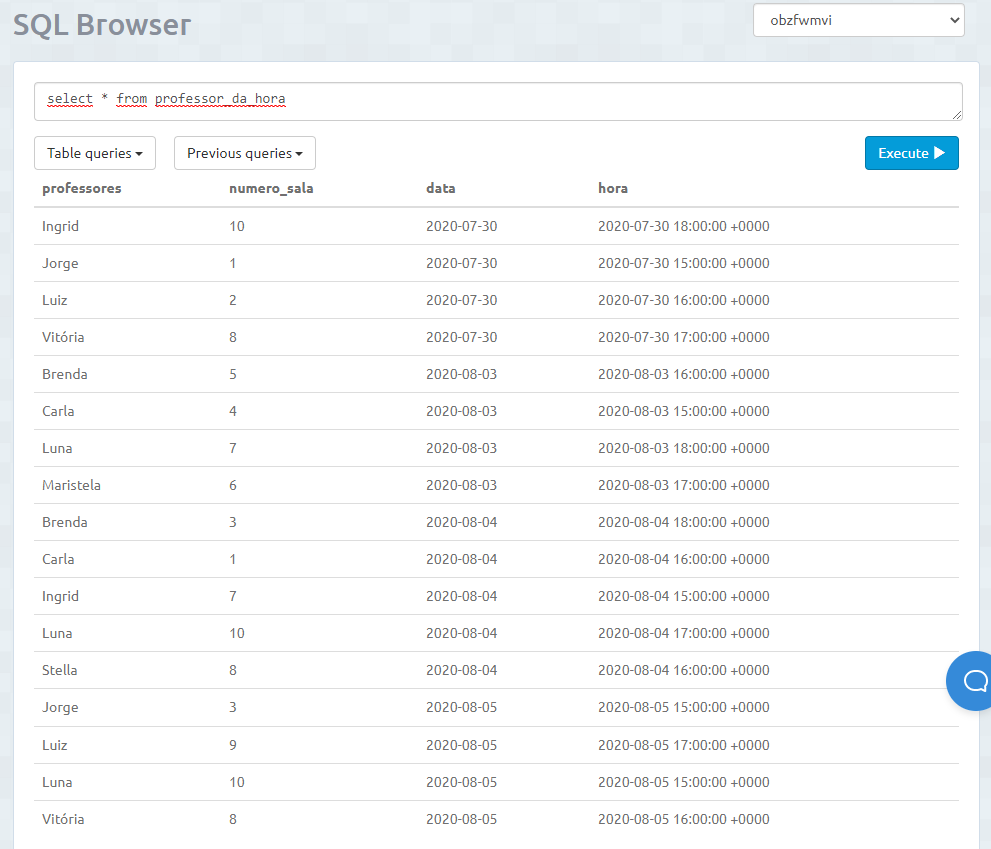 SQL Browser
obzfwmvi
select * from professor_da_hora
Table queries Previous queries Execute
professores numero_sala data hora
Ingrid 10 2020-07-30 2020-07-30 18:00:00 +0000
Jorge 1 2020-07-30 2020-07-30 15:00:00 +0000
Luiz 2 2020-07-30 2020-07-30 16:00:00 +0000
Vitória 8 2020-07-30 2020-07-30 17:00:00 +0000
Brenda 5 2020-08-03 2020-08-03 16:00:00 +0000
Carla 4 2020-08-03 2020-08-03 15:00:00 +0000
Luna 7 2020-08-03 2020-08-03 18:00:00 +0000
Maristela 6 2020-08-03 2020-08-03 17:00:00 +0000
Brenda 3 2020-08-04 2020-08-04 18:00:00 +0000
Carla 1 2020-08-04 2020-08-04 16:00:00 +0000
Ingrid 7 2020-08-04 2020-08-04 15:00:00 +0000
Luna 10 2020-08-04 2020-08-04 17:00:00 +0000
Stella 8 2020-08-04 2020-08-04 16:00:00 +0000
Jorge 3 2020-08-05 2020-08-05 15:00:00 +0000
Luiz 9 2020-08-05 2020-08-05 17:00:00 +0000
Luna 10 2020-08-05 2020-08-05 15:00:00 +0000
Vitória 8 2020-08-05 2020-08-05 16:00:00 +0000